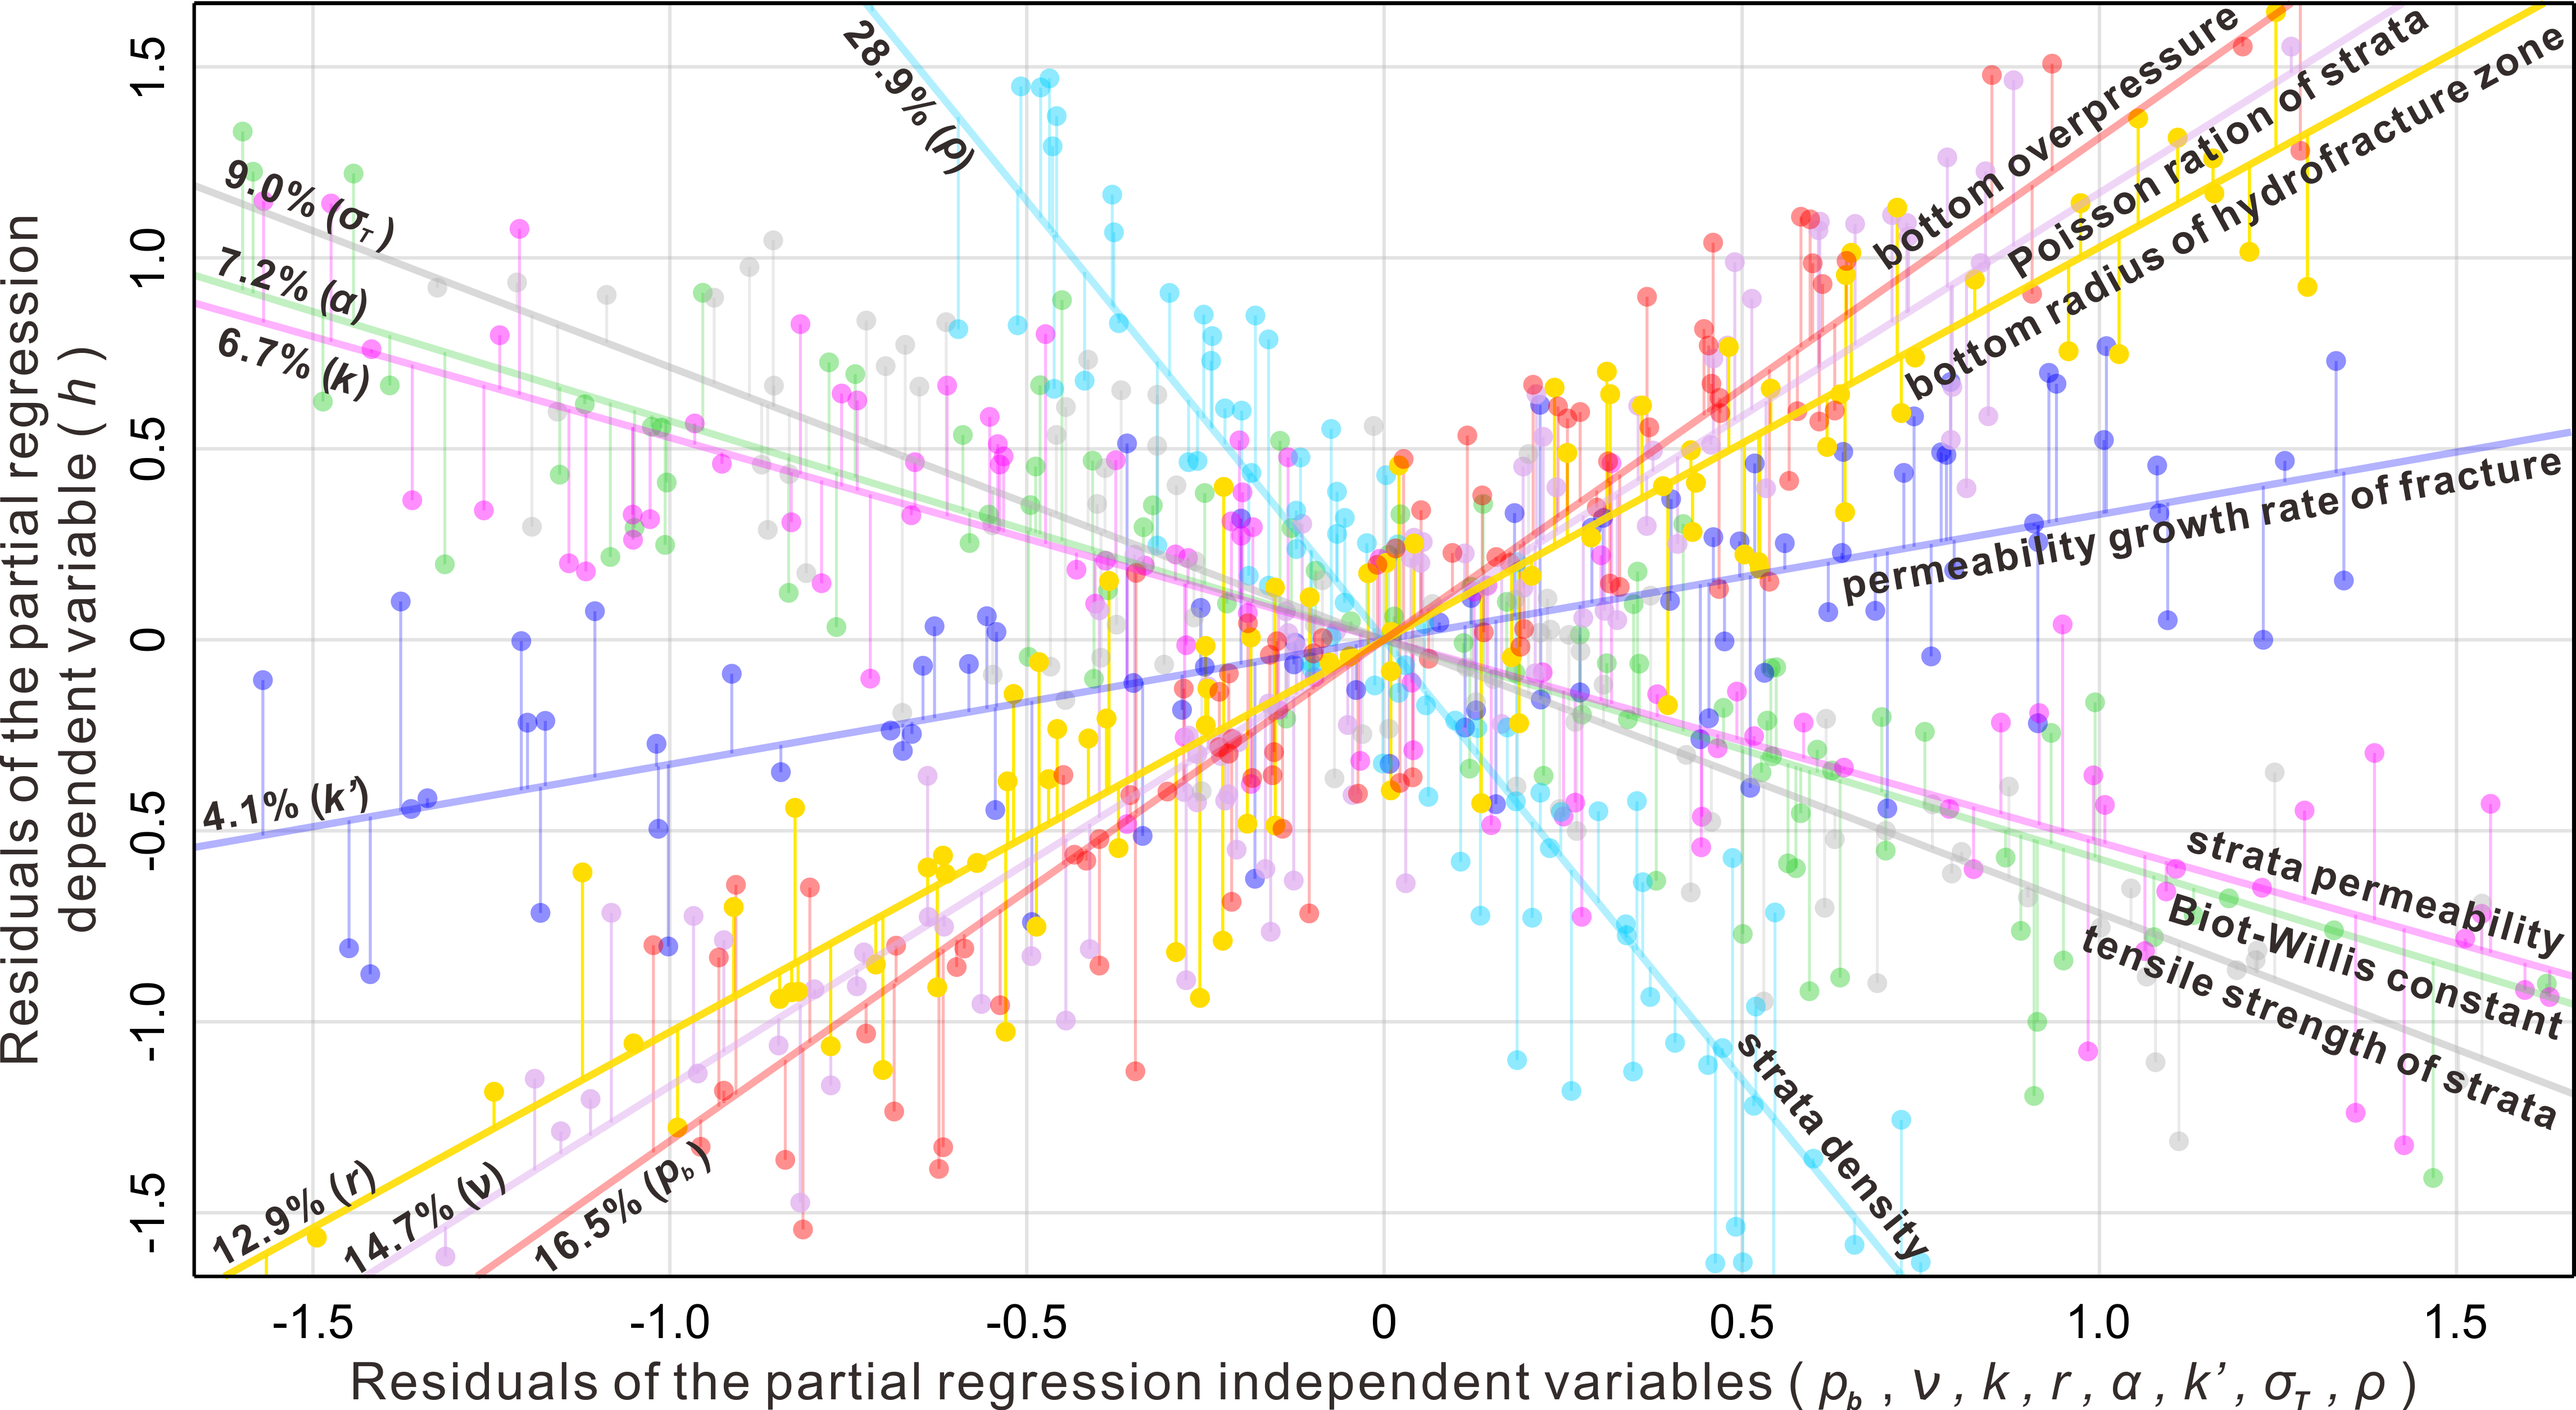 Residuals of the partial regression
dependent variable ( h )
1.5
1.0
0.5
0
-0.5
-1.0
-1.5
28.9% (ρ)
9.0% (σT)
7.2% (α)
6.7% (k)
4.1% (k’)
12.9% (r)
14.7% (ν)
16.5% (pb)
bottom overpressure
Poisson ration of strata
bottom radius of hydrofracture zone
permeability growth rate of fracture
strata permeability
Biot-Willis constant
tensile strength of strata
strata density
-1.5 -1.0 -0.5 0 0.5 1.0 1.5
Residuals of the partial regression independent variables ( pb , ν , k , r , α , k’ , σT , ρ )